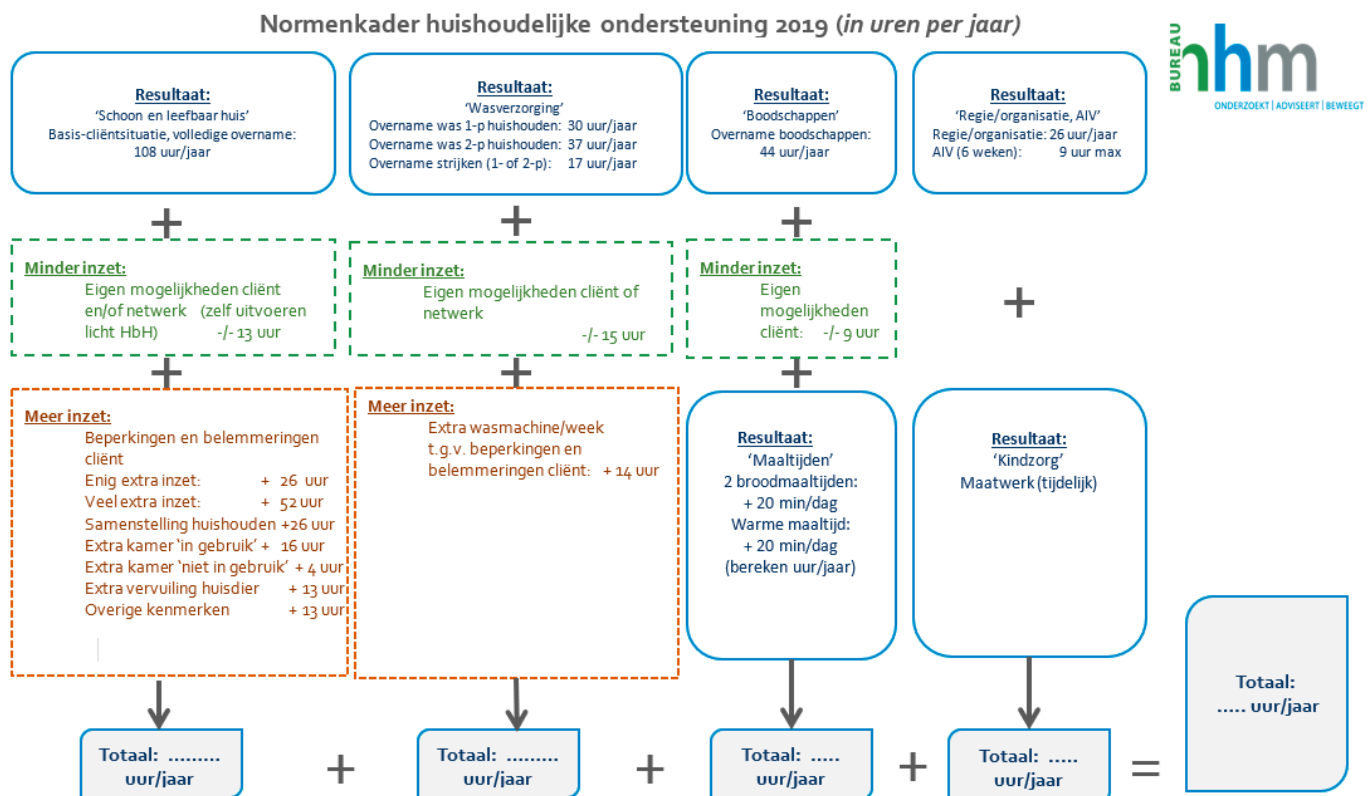 Normenkader huishoudelijke ondersteuning 2019 (in uren per jaar)
BUREAU
nhm
ONDERZOEKT | ADVISEERT | BEWEEGT
Resultaat:
'Schoon en leefbaar huis'
Basis-cliëntsituatie, volledige overname:
108 uur/jaar
Resultaat:
'Wasverzorging'
Overname was 1-p huishouden: 30 uur/jaar
Overname was 2-p huishouden: 37 uur/jaar
Overname strijken (1- of 2-p): 17 uur/jaar
Resultaat:
'Boodschappen'
Overname boodschappen:
44 uur/jaar
Resultaat:
'Regie/organisatie, AIV'
Regie/organisatie: 26 uur/jaar
AIV (6 weken): 9 uur max
+
+
+
Minder inzet:
Eigen mogelijkheden cliënt
en/of netwerk (zelf uitvoeren
licht HbH) -/- 13 uur
Minder inzet:
Eigen mogelijkheden cliënt of
netwerk
-/- 15 uur
Minder inzet:
Eigen
mogelijkheden
cliënt: -/- 9 uur
+
+
+
+
Meer inzet:
Beperkingen en belemmeringen
cliënt
Enig extra inzet: + 26 uur
Veel extra inzet: + 52 uur
Samenstelling huishouden +26 uur
Extra kamer 'in gebruik' + 16 uur
Extra kamer 'niet in gebruik' + 4 uur
Extra vervuiling huisdier + 13 uur
Overige kenmerken + 13 uur
Meer inzet:
Extra wasmachine/week
t.g.v. beperkingen en
belemmeringen cliënt: + 14 uur
Resultaat:
'Maaltijden'
2 broodmaaltijden:
+ 20 min/dag
Warme maaltijd:
+ 20 min/dag
(bereken uur/jaar)
Resultaat:
'Kindzorg'
Maatwerk (tijdelijk)
Totaal: .........
uur/jaar
+
Totaal: .........
uur/jaar
+
Totaal: .....
uur/jaar
+
Totaal: .....
uur/jaar
=
Totaal:
..... uur/jaar